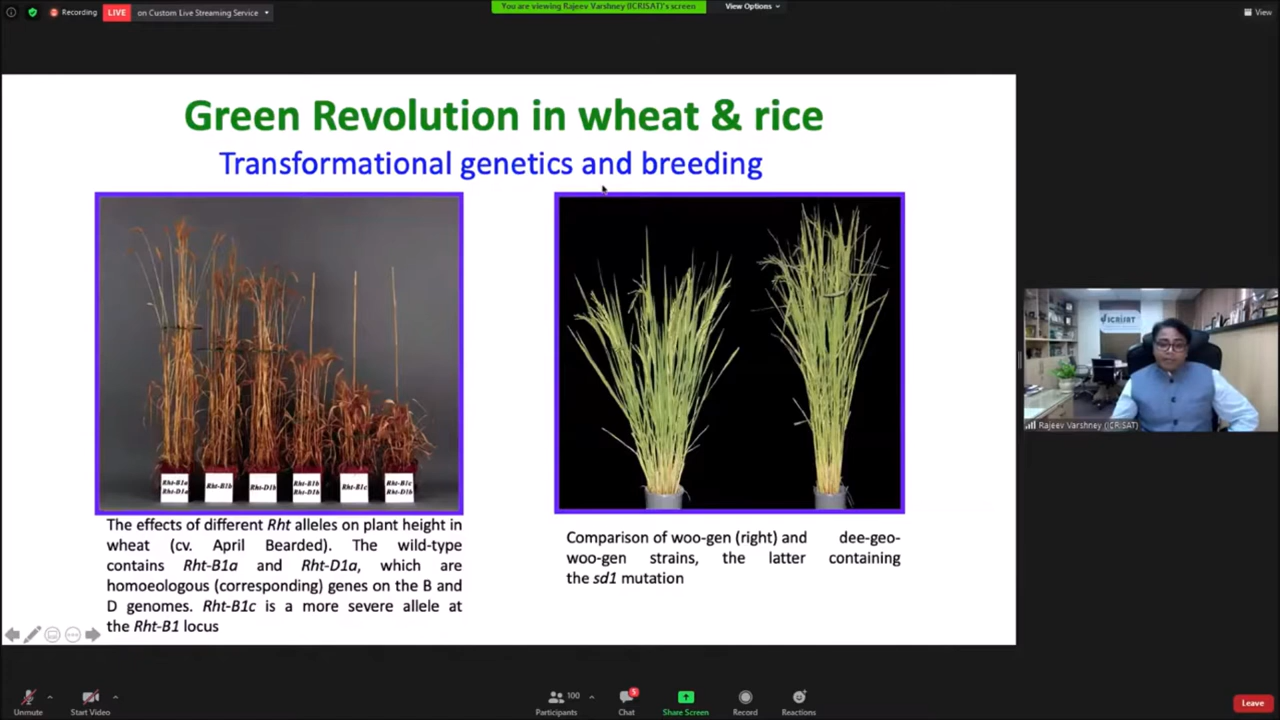 Recording
LIVE
on Custom Live Streaming Service
You are viewing Rajeev Varshney (ICRISAT)'s screen
View Options
View
Green Revolution in wheat & rice
Transformational genetics and breeding
Rht-B1a
Rht-D1a
Rht-B1b
Rht-D1b
Rht-B1b
Rht-D1b
Rht-B1c
Rht-B1c
Rht-D1b
The effects of different Rht alleles on plant height in
wheat (cv. April Bearded). The wild-type
contains Rht-B1a and Rht-D1a, which are
homoeologous (corresponding) genes on the B and
D genomes. Rht-B1c is a more severe allele at
the Rht-B1 locus
Comparison of woo-gen (right) and dee-geo-
woo-gen strains, the latter containing
the sd1 mutation
ICRISAT
Rajeev Varshney (ICRISAT)
Unmute
Start Video
100
Participants
5
Chat
Share Screen
Record
Reactions
Leave